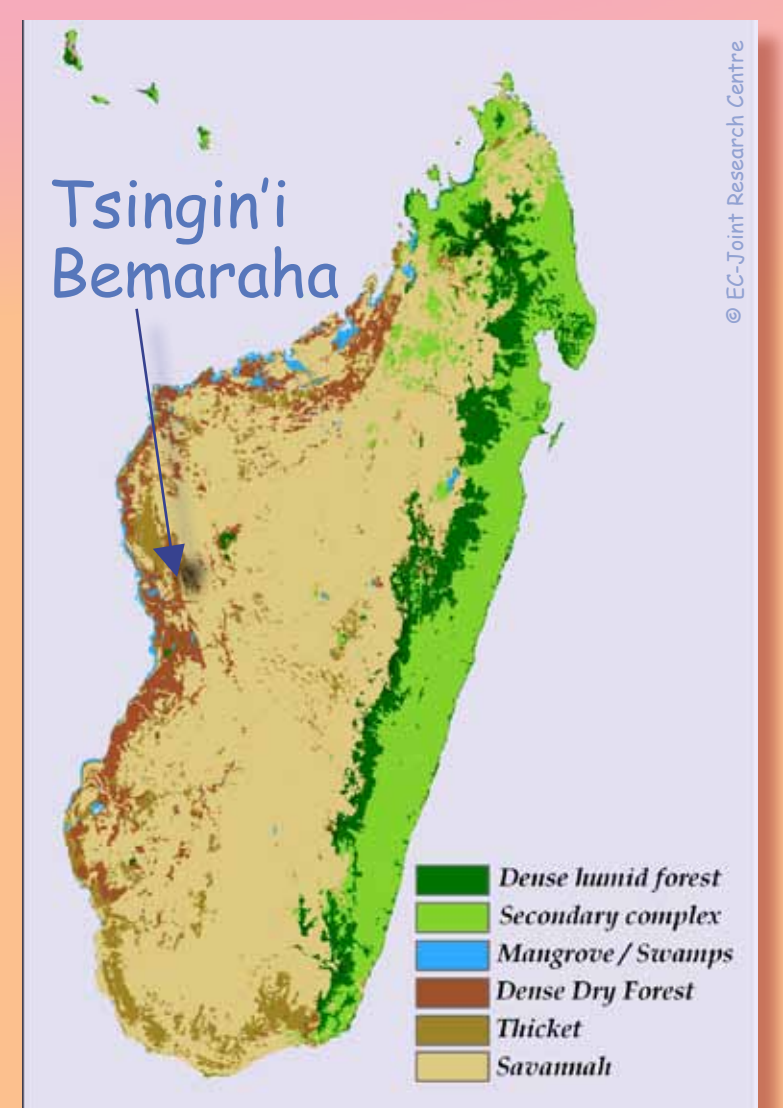 © EC-Joint Research Centre
Tsingin'i
Bemaraha
Dense humid forest
Secondary complex
Mangrove / Swamps
Dense Dry Forest
Thicket
Savannah